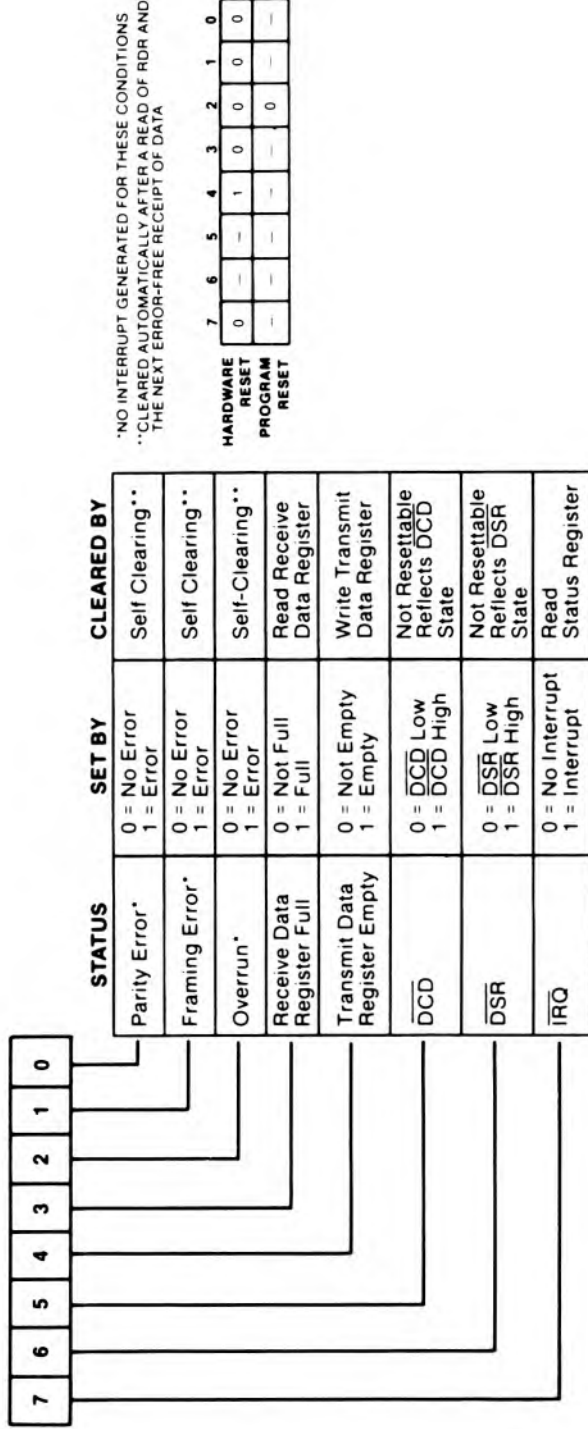 7 6 5 4 3 2 1 0
STATUS SET BY CLEARED BY
Parity Error* 0 = No Error Self Clearing**
1 = Error
Framing Error* 0 = No Error Self Clearing**
1 = Error
Overrun* 0 = No Error Self-Clearing**
1 = Error
Receive Data 0 = Not Full Read Receive
Register Full 1 = Full Data Register
Transmit Data 0 = Not Empty Write Transmit
Register Empty 1 = Empty Data Register
DCD 0 = DCD Low Not Resettable
1 = DCD High Reflects DCD
State
DSR 0 = DSR Low Not Resettable
1 = DSR High Reflects DSR
State
IRQ 0 = No Interrupt Read
1 = Interrupt Status Register
*NO INTERRUPT GENERATED FOR THESE CONDITIONS
**CLEARED AUTOMATICALLY AFTER A READ OF RDR AND
THE NEXT ERROR-FREE RECEIPT OF DATA
7 6 5 4 3 2 1 0
HARDWARE
RESET 0 – – 1 0 0 0 0
PROGRAM
RESET – – – – – 0 – –